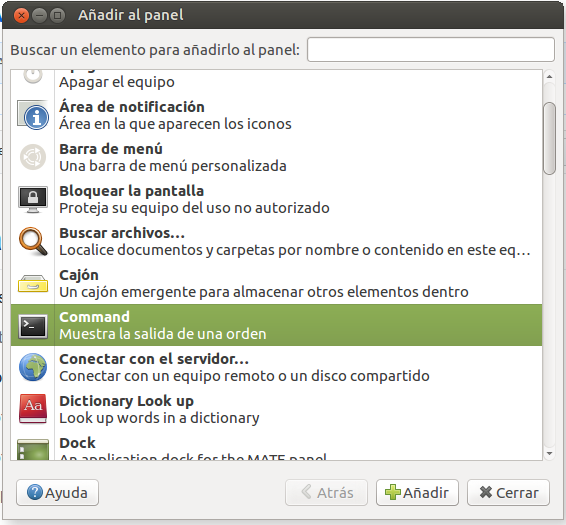 Añadir al panel
Buscar un elemento para añadirlo al panel:
Apagar el equipo
Área de notificación
Área en la que aparecen los iconos
Barra de menú
Una barra de menú personalizada
Bloquear la pantalla
Proteja su equipo del uso no autorizado
Buscar archivos...
Localice documentos y carpetas por nombre o contenido en este eq...
Cajón
Un cajón emergente para almacenar otros elementos dentro
Command
Muestra la salida de una orden
Conectar con el servidor...
Conectar con un equipo remoto o un disco compartido
Dictionary Look up
Look up words in a dictionary
Dock
An application dock for the MATE panel
Ayuda
Atrás
Añadir
Cerrar